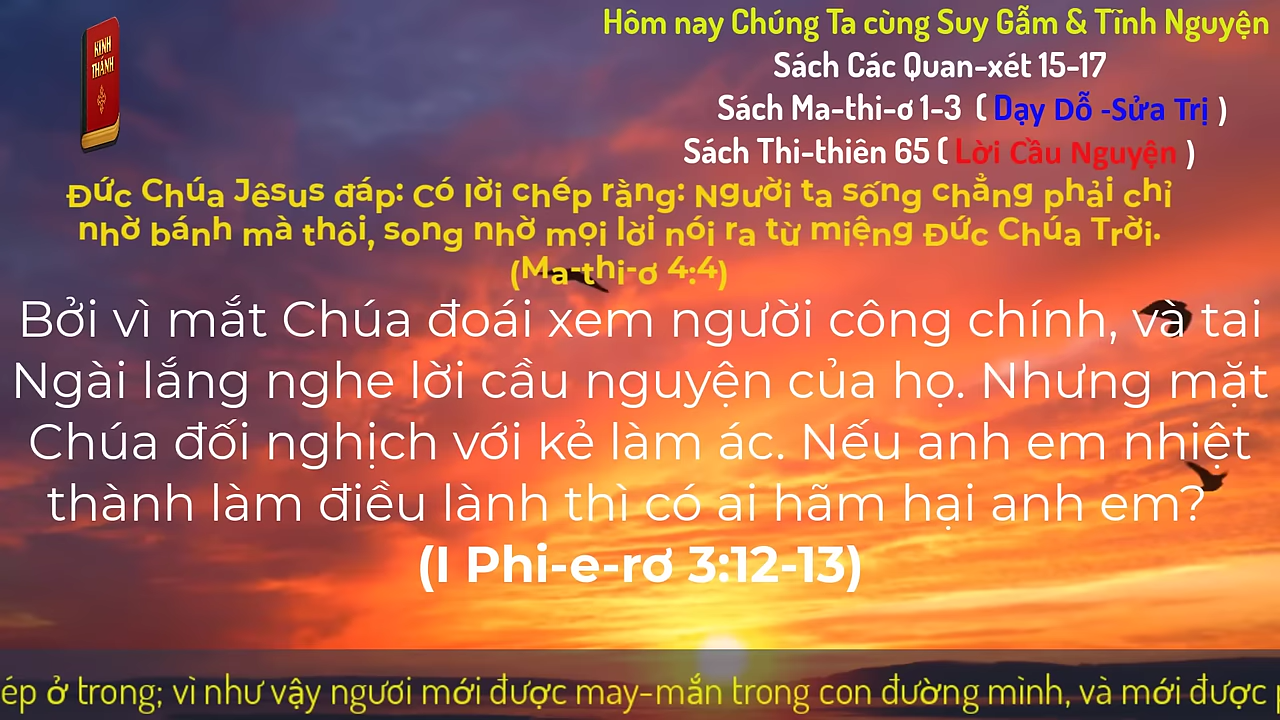 KINH
THÁNH
Hôm nay Chúng Ta cùng Suy Gẫm & Tĩnh Nguyện
Sách Các Quan-xét 15-17
Sách Ma-thi-ơ 1-3 ( Dạy Dỗ -Sửa Trị )
Sách Thi-thiên 65 ( Lời Cầu Nguyện )
Đức Chúa Jêsus đáp: Có lời chép rằng: Người ta sống chẳng phải chỉ
nhờ bánh mà thôi, song nhờ mọi lời nói ra từ miệng Đức Chúa Trời.
(Ma-thi-ơ 4:4)
Bởi vì mắt Chúa đoái xem người công chính, và tai
Ngài lắng nghe lời cầu nguyện của họ. Nhưng mặt
Chúa đối nghịch với kẻ làm ác. Nếu anh em nhiệt
thành làm điều lành thì có ai hãm hại anh em?
(I Phi-e-rơ 3:12-13)
ép ở trong; vì như vậy ngươi mới được may-mắn trong con đường mình, và mới được